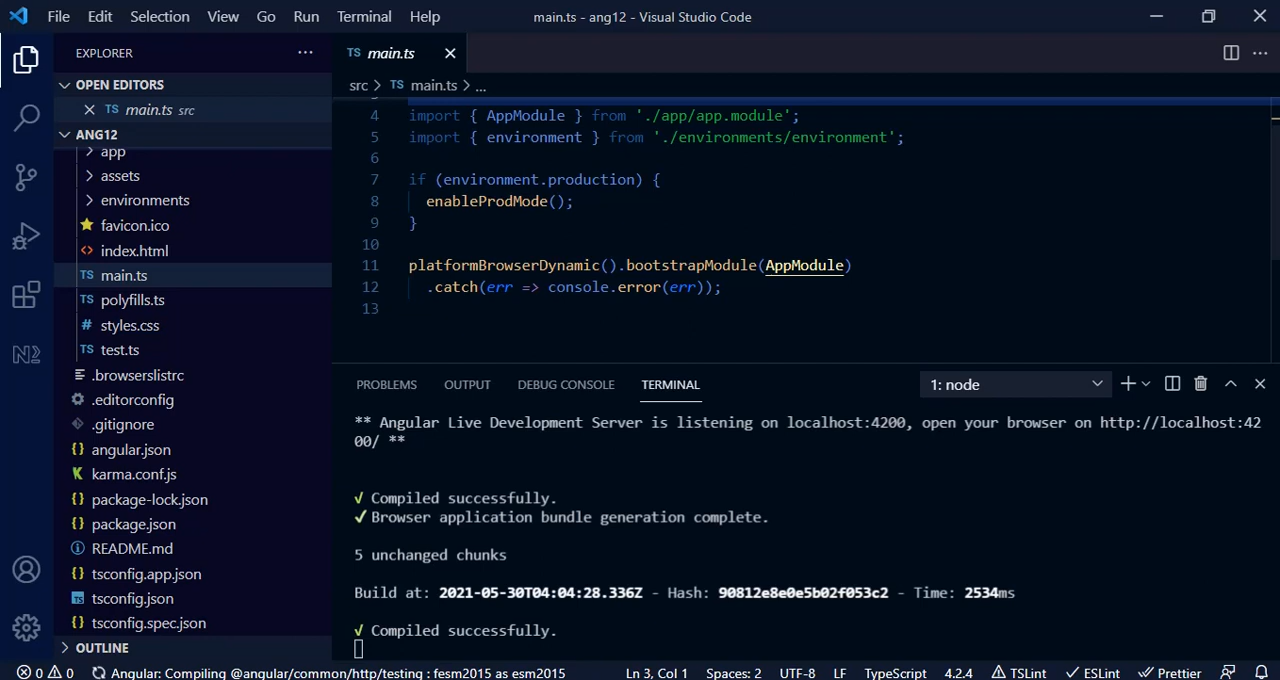 File Edit Selection View Go Run Terminal Help main.ts - ang12 - Visual Studio Code
EXPLORER
OPEN EDITORS
TS main.ts src
ANG12
app
assets
environments
favicon.ico
<> index.html
TS main.ts
TS polyfills.ts
# styles.css
TS test.ts
.browserslistrc
.editorconfig
.gitignore
{} angular.json
karma.conf.js
{} package-lock.json
{} package.json
README.md
{} tsconfig.app.json
TS tsconfig.json
{} tsconfig.spec.json
OUTLINE
TS main.ts
src > TS main.ts > ...
4 import { AppModule } from './app/app.module';
5 import { environment } from './environments/environment';
6
7 if (environment.production) {
8 enableProdMode();
9 }
10
11 platformBrowserDynamic().bootstrapModule(AppModule)
12 .catch(err => console.error(err));
13
PROBLEMS OUTPUT DEBUG CONSOLE TERMINAL 1: node
** Angular Live Development Server is listening on localhost:4200, open your browser on http://localhost:42
00/ **
√ Compiled successfully.
✓ Browser application bundle generation complete.
5 unchanged chunks
Build at: 2021-05-30T04:04:28.336Z - Hash: 90812e8e0e5b02f053c2 - Time: 2534ms
√ Compiled successfully.
0 0 Angular: Compiling @angular/common/http/testing : fesm2015 as esm2015 Ln 3, Col 1 Spaces: 2 UTF-8 LF TypeScript 4.2.4 TSLint ESLint Prettier